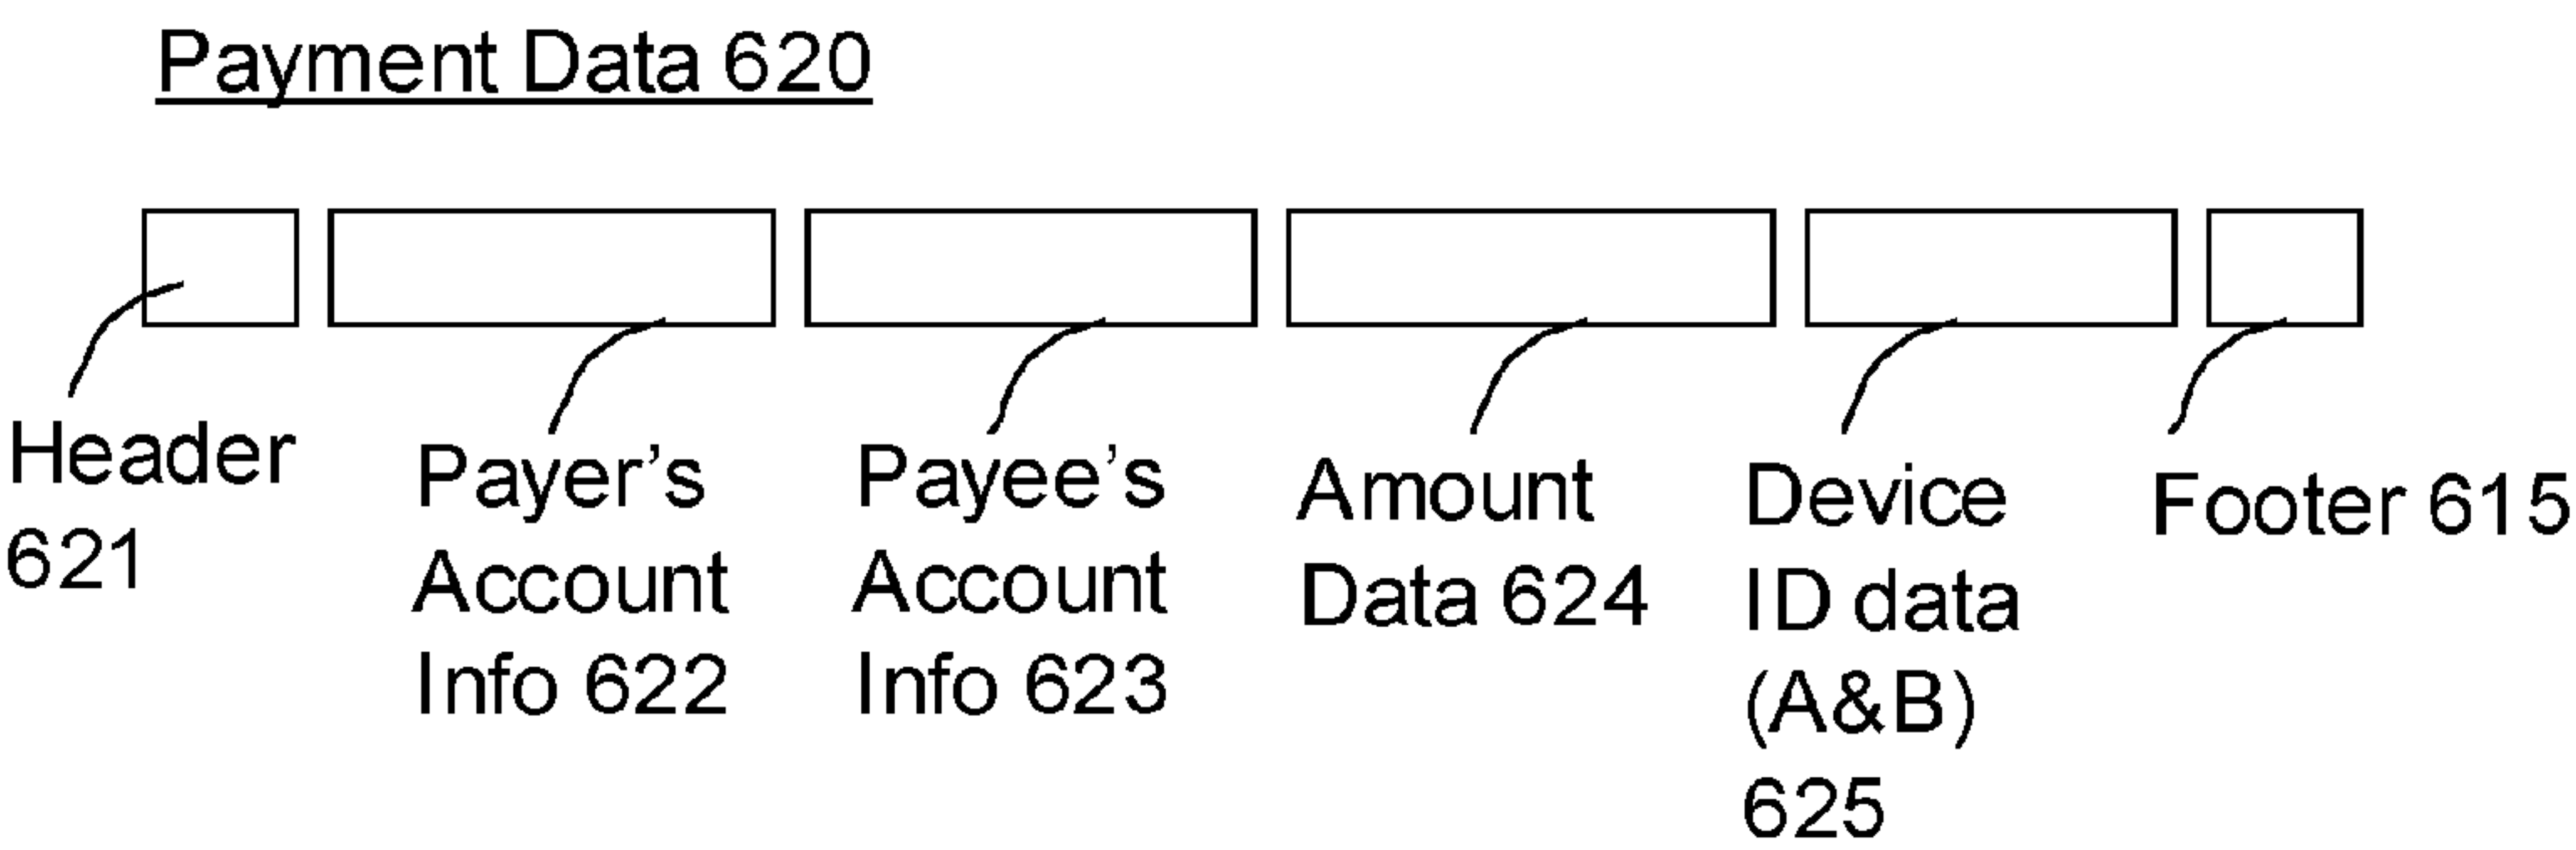 Payment Data 620
Header
621
Payer's
Account
Info 622
Payee's
Account
Info 623
Amount
Data 624
Device
ID data
(A&B)
625
Footer 615